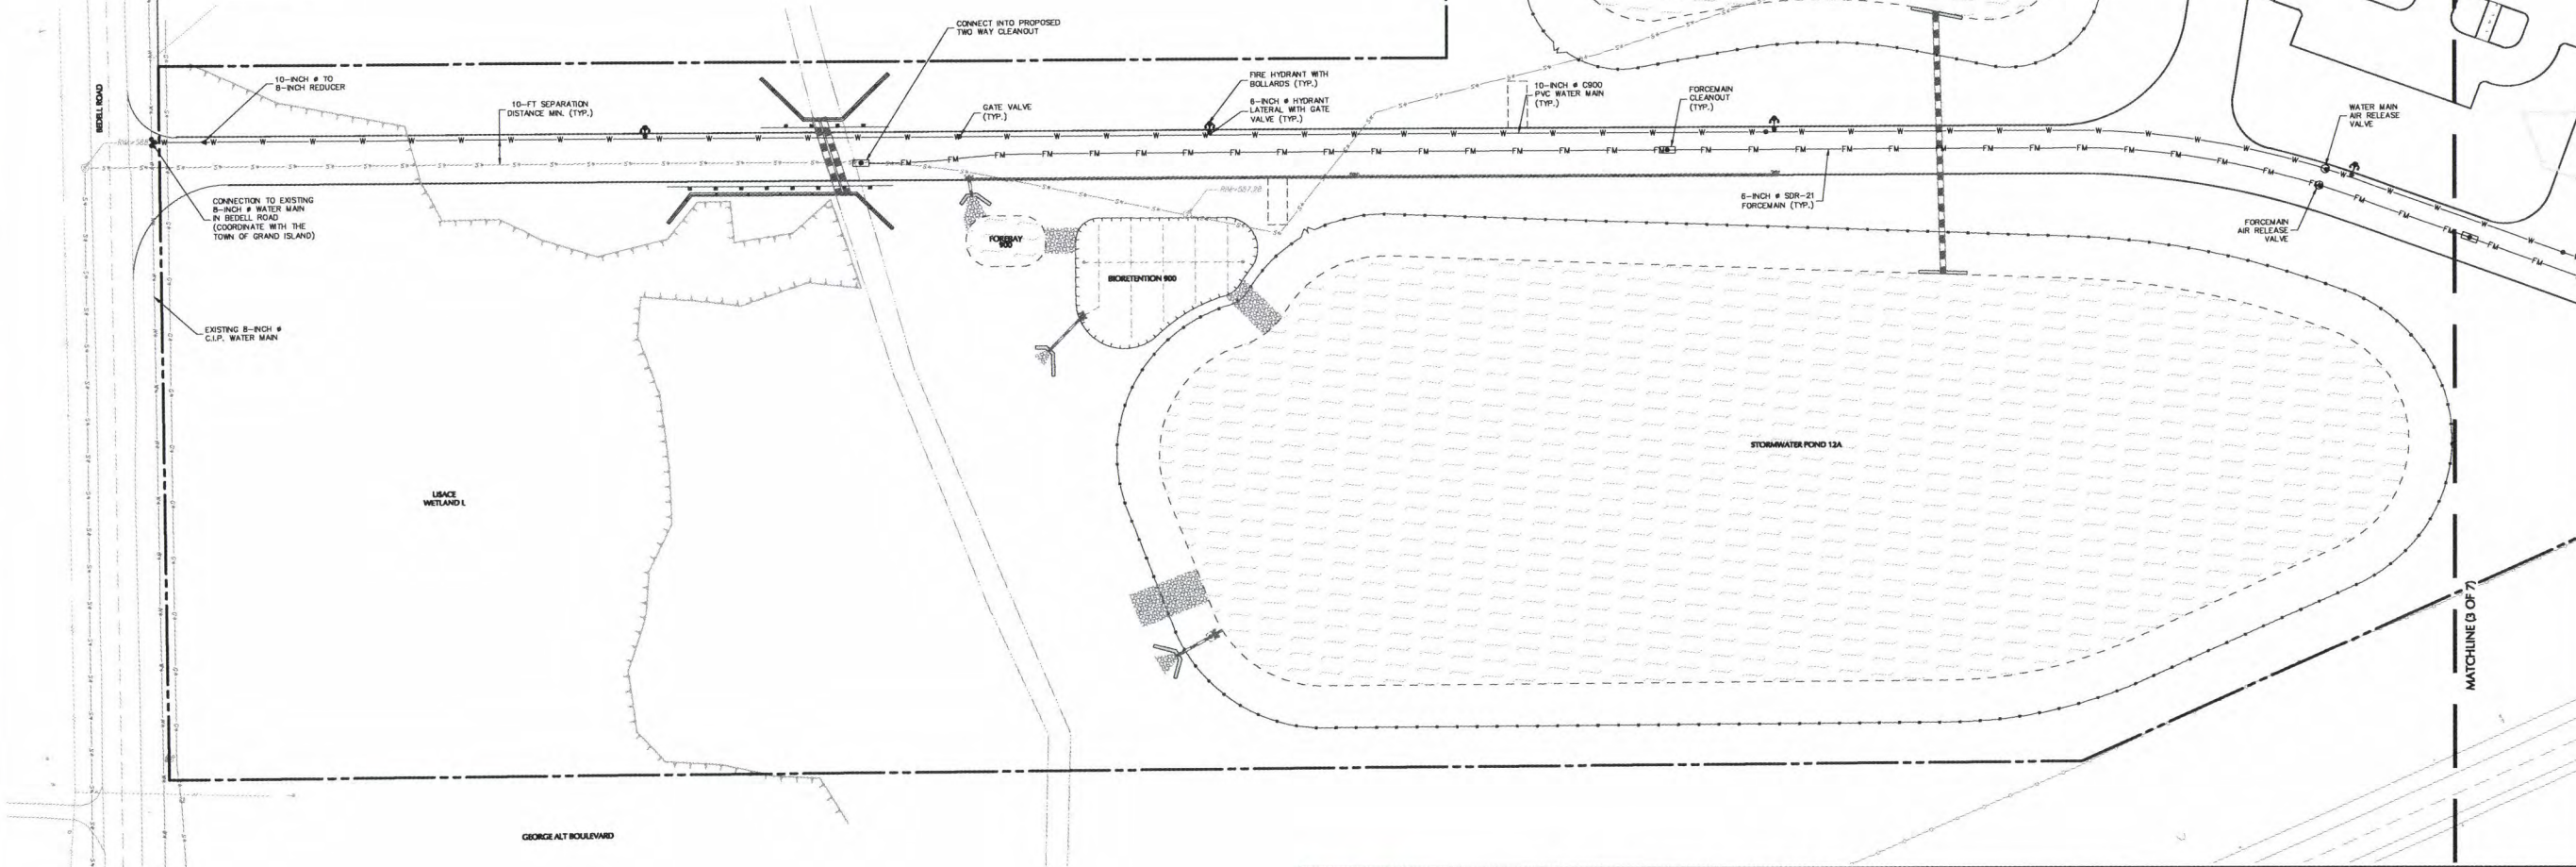 CONNECT INTO PROPOSED
TWO WAY CLEANOUT
10-INCH ø TO
8-INCH REDUCER
BEDELL ROAD
10-FT SEPARATION
DISTANCE MIN. (TYP.)
GATE VALVE
(TYP.)
FIRE HYDRANT WITH
BOLLARDS (TYP.)
6-INCH ø HYDRANT
LATERAL WITH GATE
VALVE (TYP.)
10-INCH ø C900
PVC WATER MAIN
(TYP.)
FORCEMAIN
CLEANOUT
(TYP.)
WATER MAIN
AIR RELEASE
VALVE
CONNECTION TO EXISTING
8-INCH ø WATER MAIN
IN BEDELL ROAD
(COORDINATE WITH THE
TOWN OF GRAND ISLAND)
6-INCH ø SDR-21
FORCEMAIN (TYP.)
FORCEMAIN
AIR RELEASE
VALVE
FOREBAY
900
BIORETENTION 900
EXISTING 8-INCH ø
C.I.P. WATER MAIN
STORMWATER POND 12A
USACE
WETLAND L
MATCHLINE (3 OF 7)
GEORGE ALT BOULEVARD